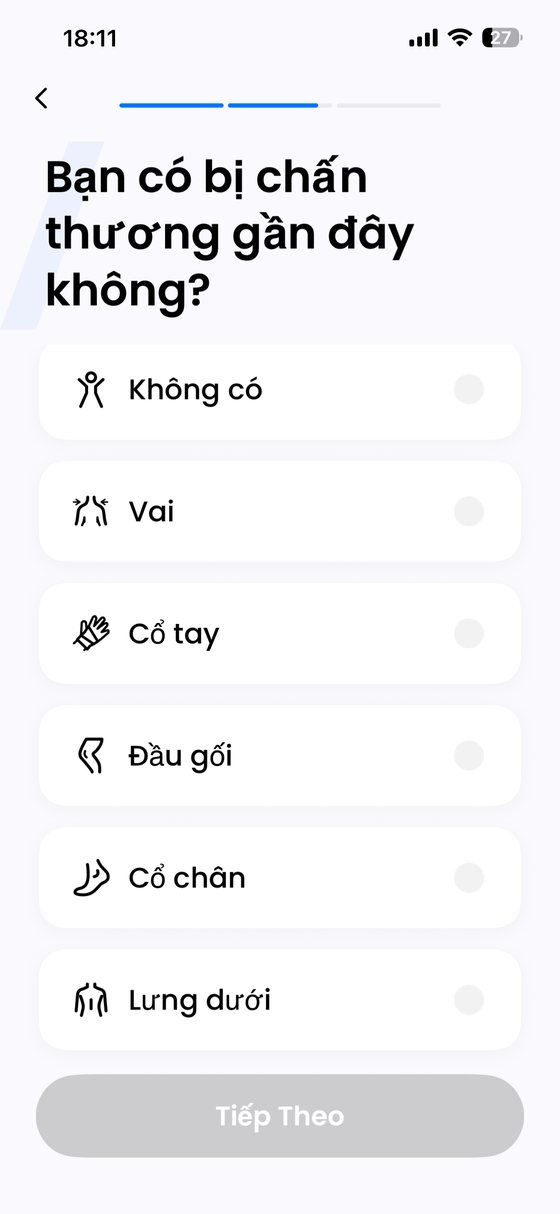 18:11
27
Bạn có bị chấn
thương gần đây
không?
Không có
Vai
Cổ tay
Đầu gối
Cổ chân
Lưng dưới
Tiếp Theo